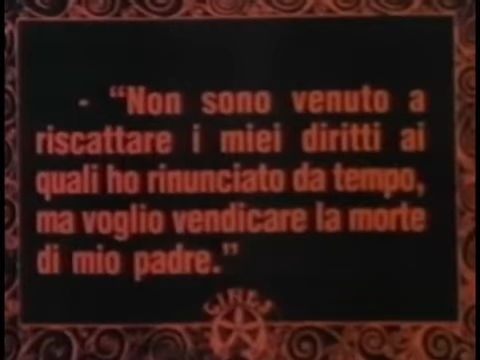 - "Non sono venuto a
riscattare i miei diritti ai
quali ho rinunciato da tempo,
ma voglio vendicare la morte
di mio padre."
CINES